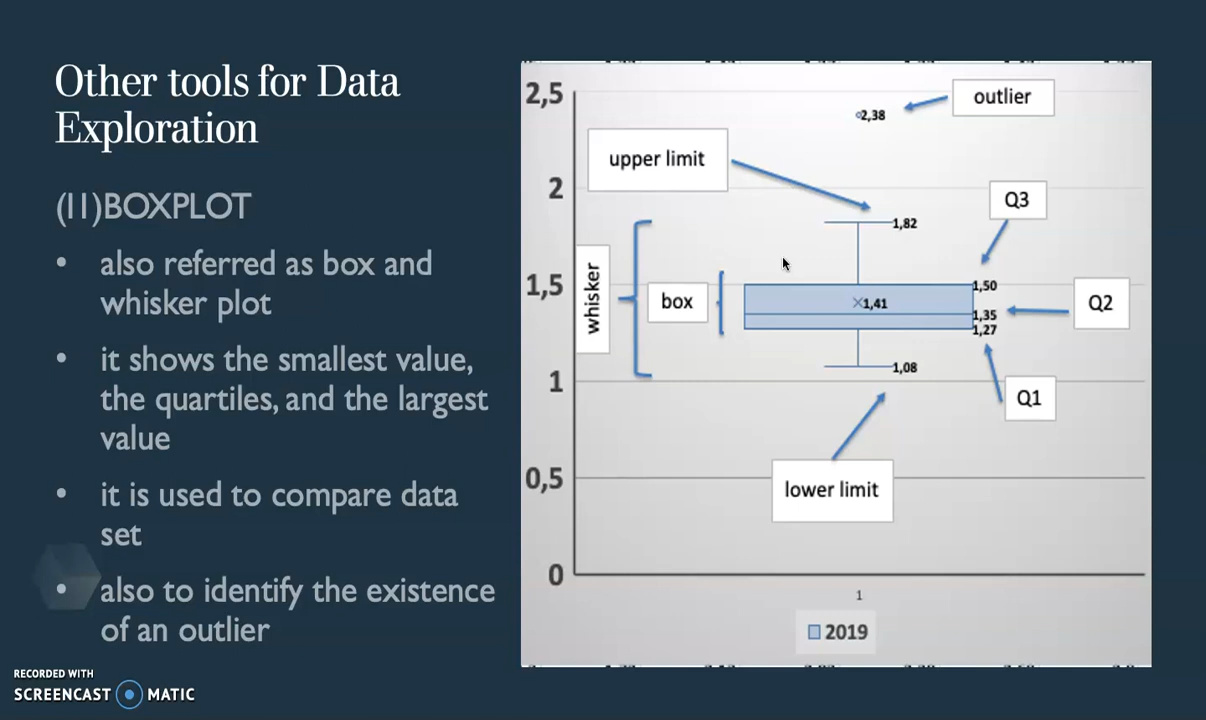 Other tools for Data
Exploration
(11)BOXPLOT
• also referred as box and
whisker plot
• it shows the smallest value,
the quartiles, and the largest
value
• it is used to compare data
set
• also to identify the existence
of an outlier
RECORDED WITH
SCREENCAST MATIC
2,5
2
1,5
1
0,5
0
outlier
2,38
upper limit
Q3
1,82
whisker
box
1,50
×1,41
1,35
1,27
Q2
1,08
Q1
lower limit
1
2019